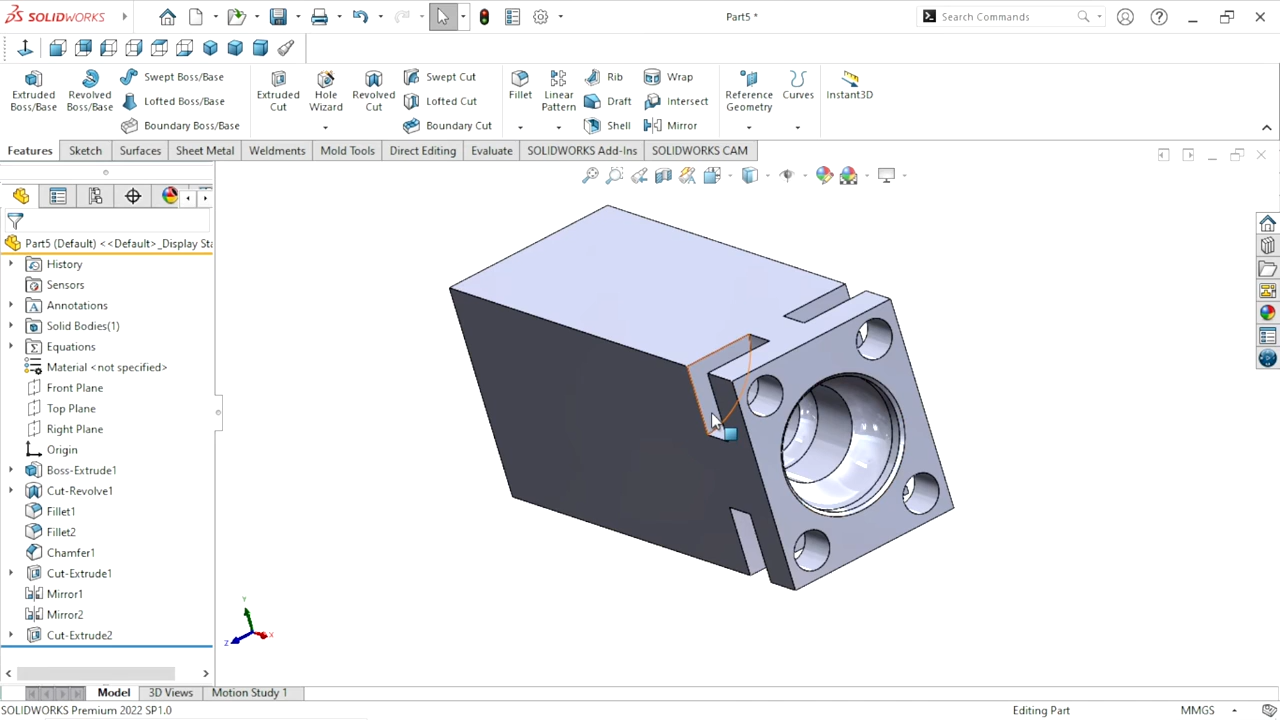 SOLIDWORKS
Part5 *
Search Commands
Extruded Boss/Base
Revolved Boss/Base
Swept Boss/Base
Lofted Boss/Base
Boundary Boss/Base
Extruded Cut
Hole Wizard
Revolved Cut
Swept Cut
Lofted Cut
Boundary Cut
Fillet
Linear Pattern
Rib
Draft
Shell
Wrap
Intersect
Mirror
Reference Geometry
Curves
Instant3D
Features
Sketch
Surfaces
Sheet Metal
Weldments
Mold Tools
Direct Editing
Evaluate
SOLIDWORKS Add-Ins
SOLIDWORKS CAM
Part5 (Default) <<Default>_Display Sta
History
Sensors
Annotations
Solid Bodies(1)
Equations
Material <not specified>
Front Plane
Top Plane
Right Plane
Origin
Boss-Extrude1
Cut-Revolve1
Fillet1
Fillet2
Chamfer1
Cut-Extrude1
Mirror1
Mirror2
Cut-Extrude2
Y
Z
X
Model
3D Views
Motion Study 1
SOLIDWORKS Premium 2022 SP1.0
Editing Part
MMGS